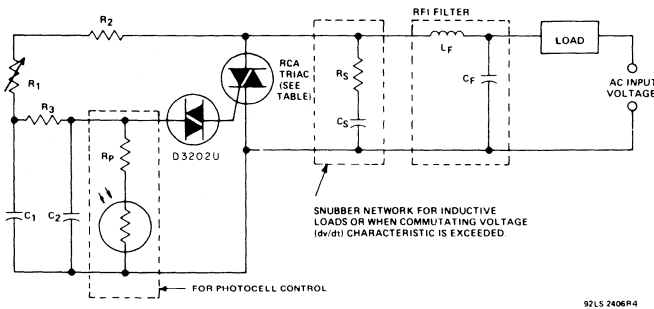 R2
RFI FILTER
LF
LOAD
RCA
TRIAC
(SEE
TABLE)
RS
CF
AC INPUT
VOLTAGE
R1
R3
D3202U
CS
RP
C1
C2
SNUBBER NETWORK FOR INDUCTIVE
LOADS OR WHEN COMMUTATING VOLTAGE
(dv/dt) CHARACTERISTIC IS EXCEEDED.
FOR PHOTOCELL CONTROL
92LS 2406R4